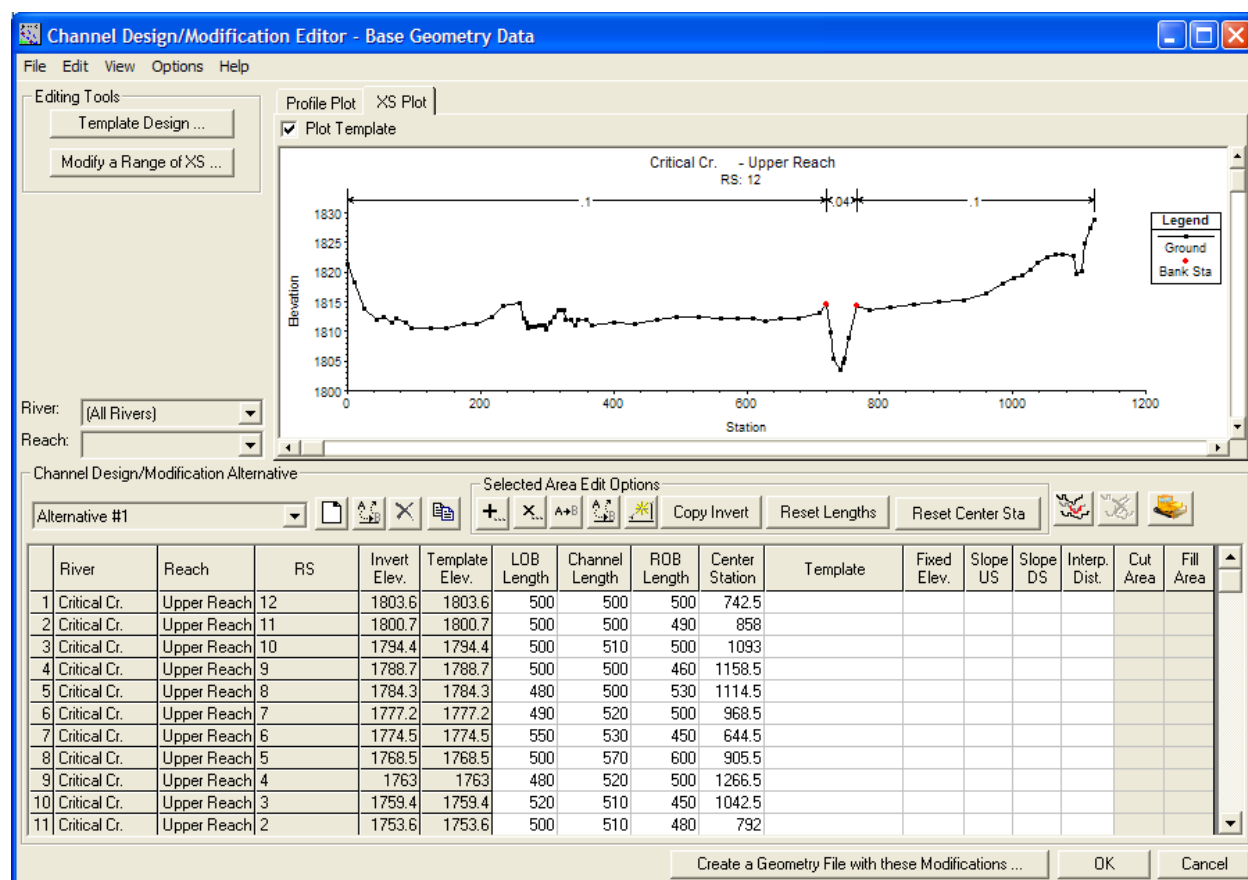 Channel Design/Modification Editor - Base Geometry Data
File Edit View Options Help
Editing Tools
Template Design ...
Modify a Range of XS ...
Profile Plot XS Plot
Plot Template
Critical Cr. - Upper Reach
RS: 12
.1 .04 .1
1830
1825
1820
1815
1810
1805
1800
Elevation
0 200 400 600 800 1000 1200
Station
Legend
Ground
Bank Sta
River: (All Rivers)
Reach:
Channel Design/Modification Alternative
Alternative #1
Selected Area Edit Options
+... ×... A→B Copy Invert Reset Lengths Reset Center Sta
River Reach RS Invert Elev. Template Elev. LOB Length Channel Length ROB Length Center Station Template Fixed Elev. Slope US Slope DS Interp. Dist. Cut Area Fill Area
1 Critical Cr. Upper Reach 12 1803.6 1803.6 500 500 500 742.5
2 Critical Cr. Upper Reach 11 1800.7 1800.7 500 500 490 858
3 Critical Cr. Upper Reach 10 1794.4 1794.4 500 510 500 1093
4 Critical Cr. Upper Reach 9 1788.7 1788.7 500 500 460 1158.5
5 Critical Cr. Upper Reach 8 1784.3 1784.3 480 500 530 1114.5
6 Critical Cr. Upper Reach 7 1777.2 1777.2 490 520 500 968.5
7 Critical Cr. Upper Reach 6 1774.5 1774.5 550 530 450 644.5
8 Critical Cr. Upper Reach 5 1768.5 1768.5 500 570 600 905.5
9 Critical Cr. Upper Reach 4 1763 1763 480 520 500 1266.5
10 Critical Cr. Upper Reach 3 1759.4 1759.4 520 510 450 1042.5
11 Critical Cr. Upper Reach 2 1753.6 1753.6 500 510 480 792
Create a Geometry File with these Modifications ... OK Cancel